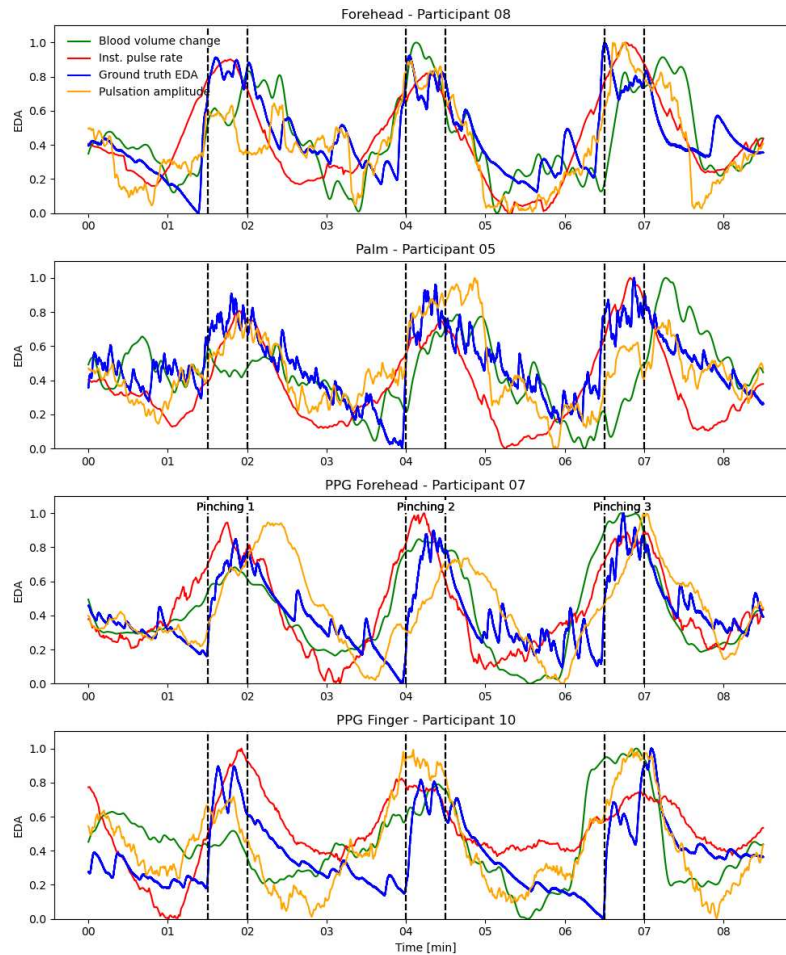 Forehead - Participant 08
Blood volume change
Inst. pulse rate
Ground truth EDA
Pulsation amplitude
EDA
1.0
0.8
0.6
0.4
0.2
0.0
00 01 02 03 04 05 06 07 08
Palm - Participant 05
EDA
1.0
0.8
0.6
0.4
0.2
0.0
00 01 02 03 04 05 06 07 08
PPG Forehead - Participant 07
Pinching 1 Pinching 2 Pinching 3
EDA
1.0
0.8
0.6
0.4
0.2
0.0
00 01 02 03 04 05 06 07 08
PPG Finger - Participant 10
EDA
1.0
0.8
0.6
0.4
0.2
0.0
00 01 02 03 04 05 06 07 08
Time [min]